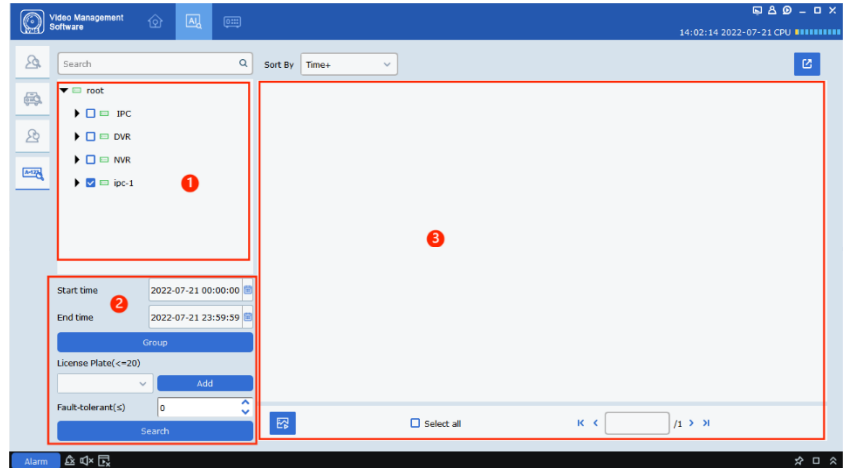 Video Management
Software
AI
14:02:14 2022-07-21 CPU
Search
Sort By Time+
root
IPC
DVR
NVR
ipc-1
1
3
Start time 2022-07-21 00:00:00
2
End time 2022-07-21 23:59:59
Group
License Plate(<=20)
Add
Fault-tolerant(≤) 0
Select all
/1
Search
Alarm